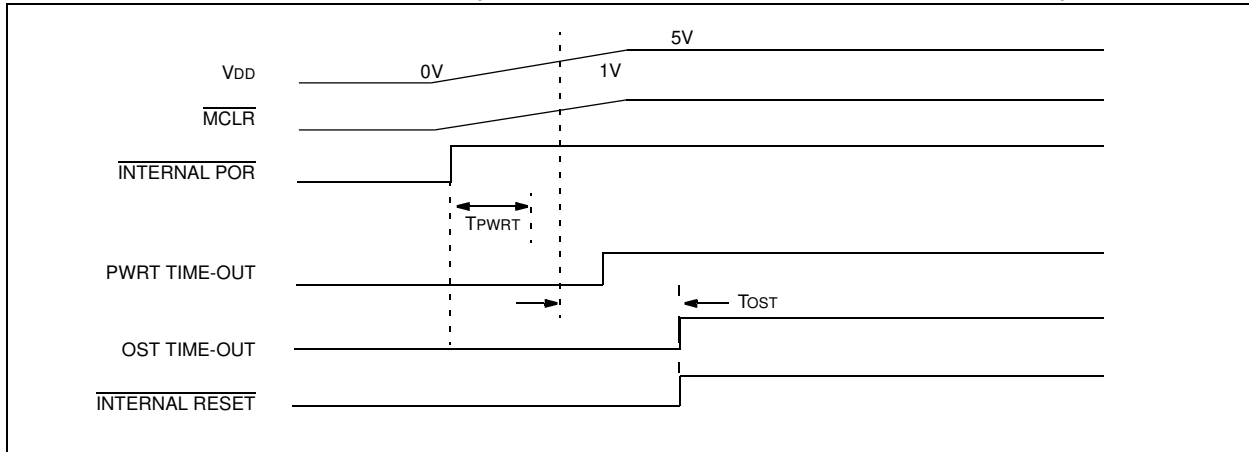 5V
VDD
0V
1V
MCLR
INTERNAL POR
TPWRT
PWRT TIME-OUT
TOST
OST TIME-OUT
INTERNAL RESET